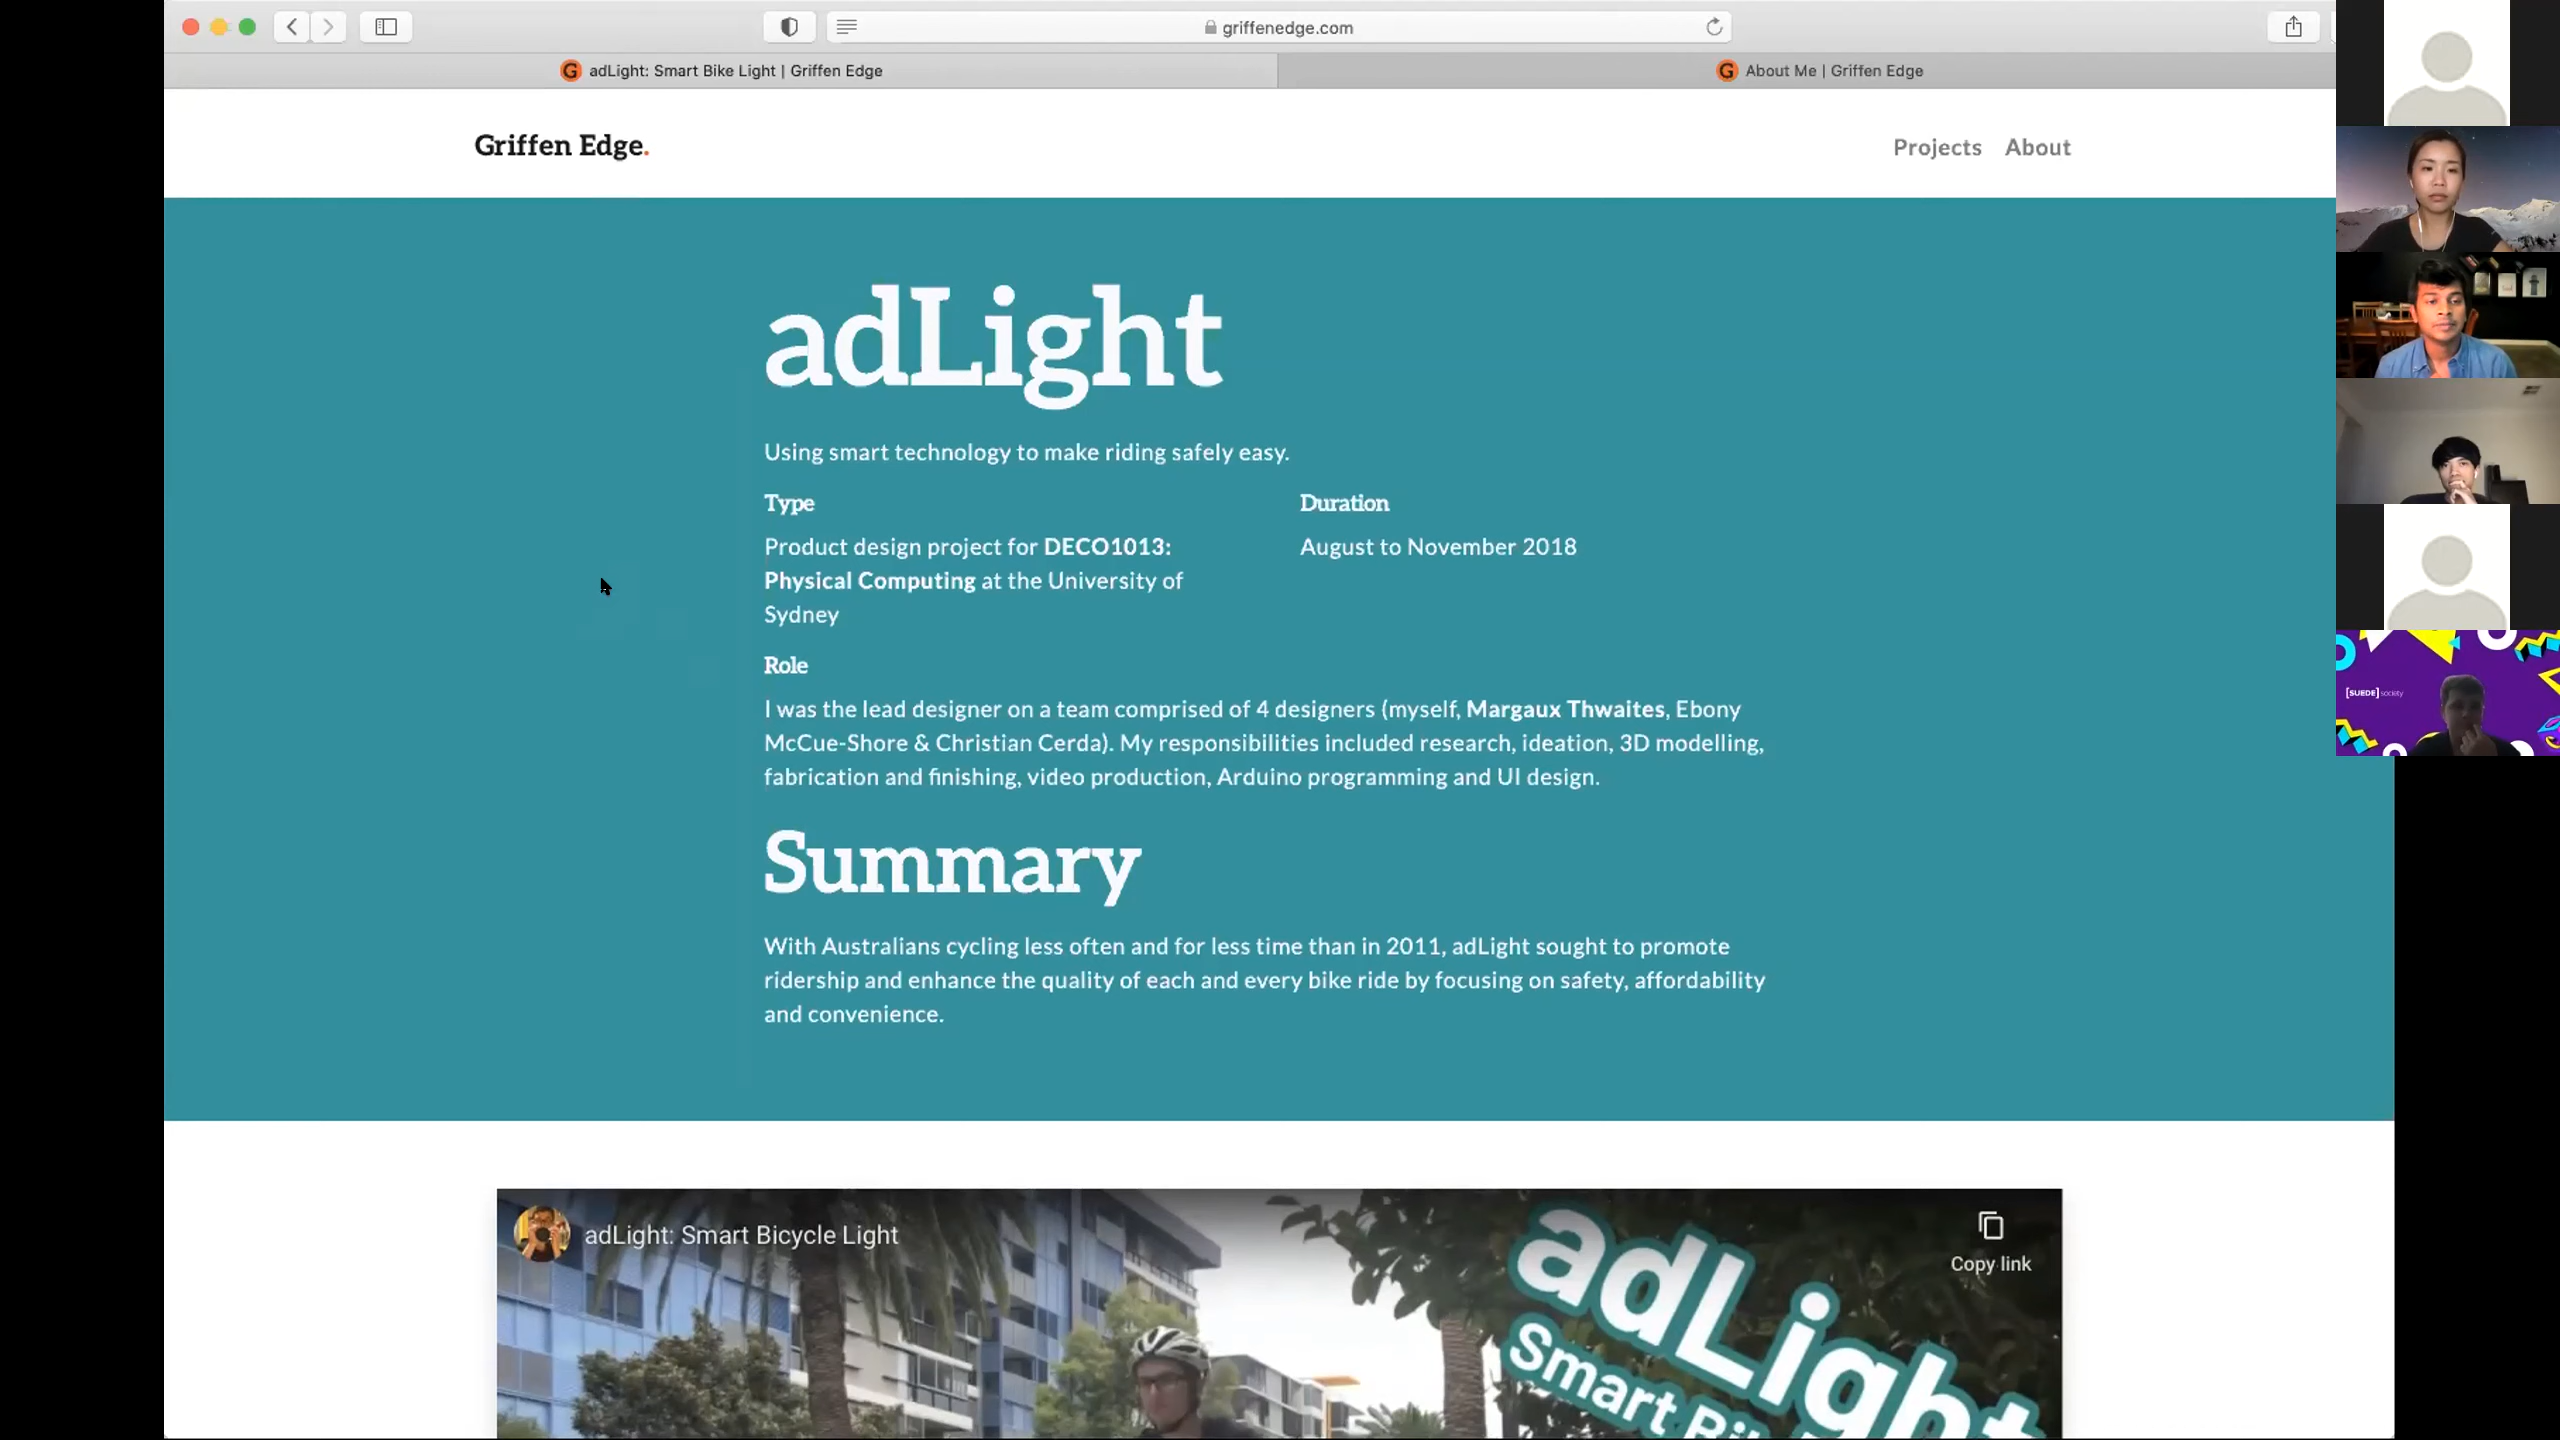 griffenedge.com
adLight: Smart Bike Light | Griffen Edge
About Me | Griffen Edge
Griffen Edge.
Projects
About
adLight
Using smart technology to make riding safely easy.
Type
Duration
Product design project for DECO1013:
Physical Computing at the University of
Sydney
August to November 2018
Role
I was the lead designer on a team comprised of 4 designers (myself, Margaux Thwaites, Ebony
McCue-Shore & Christian Cerda). My responsibilities included research, ideation, 3D modelling,
fabrication and finishing, video production, Arduino programming and UI design.
Summary
With Australians cycling less often and for less time than in 2011, adLight sought to promote
ridership and enhance the quality of each and every bike ride by focusing on safety, affordability
and convenience.
adLight: Smart Bicycle Light
Copy link
adLight
Smart Bi
[SUEDE] society